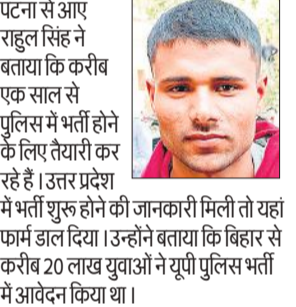 पटना से आए
राहुल सिंह ने
बताया कि करीब
एक साल से
पुलिस में भर्ती होने
के लिए तैयारी कर
रहे हैं । उत्तर प्रदेश
में भर्ती शुरू होने की जानकारी मिली तो यहां
फार्म डाल दिया । उन्होंने बताया कि बिहार से
करीब 20 लाख युवाओं ने यूपी पुलिस भर्ती
में आवेदन किया था ।